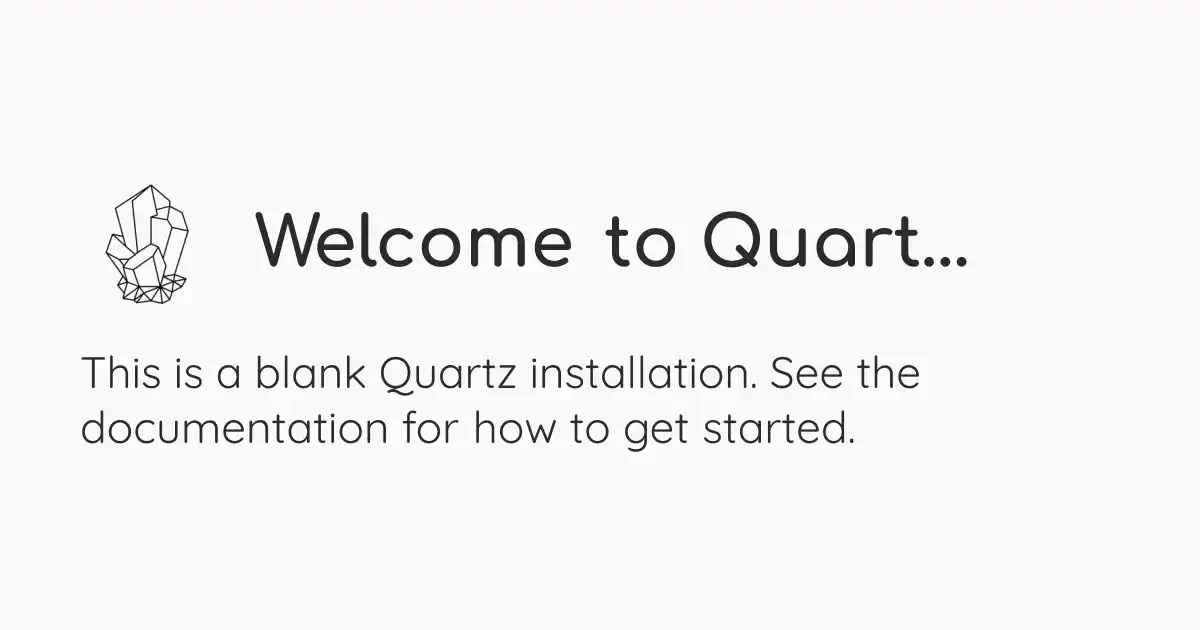 Welcome to Quart...
This is a blank Quartz installation. See the
documentation for how to get started.